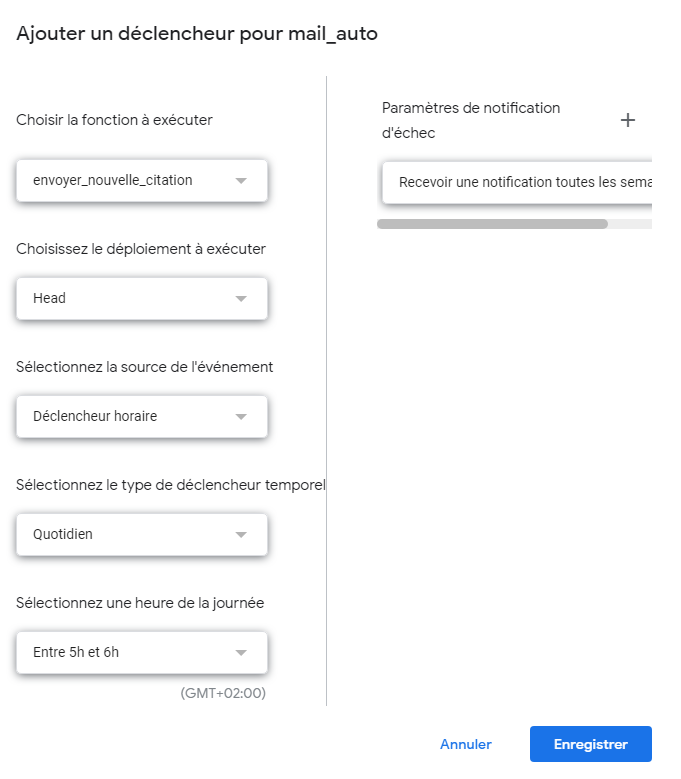 Ajouter un déclencheur pour mail_auto
Choisir la fonction à exécuter
envoyer_nouvelle_citation
Choisissez le déploiement à exécuter
Head
Sélectionnez la source de l'événement
Déclencheur horaire
Sélectionnez le type de déclencheur temporel
Quotidien
Sélectionnez une heure de la journée
Entre 5h et 6h
(GMT+02:00)
Paramètres de notification
d'échec
Recevoir une notification toutes les sema
Annuler
Enregistrer